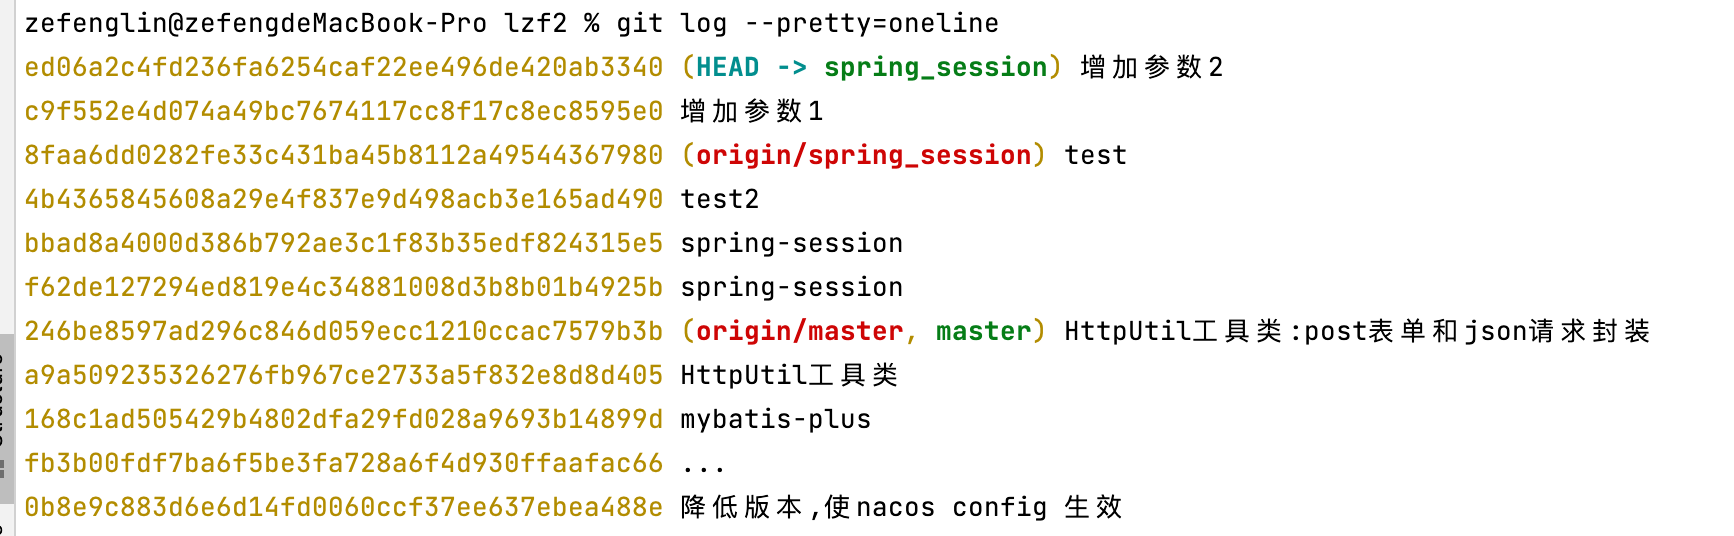 zefenglin@zefengdeMacBook-Pro lzf2 % git log --pretty=oneline
ed06a2c4fd236fa6254caf22ee496de420ab3340 (HEAD -> spring_session) 增加参数2
c9f552e4d074a49bc7674117cc8f17c8ec8595e0 增加参数1
8faa6dd0282fe33c431ba45b8112a49544367980 (origin/spring_session) test
4b4365845608a29e4f837e9d498acb3e165ad490 test2
bbad8a4000d386b792ae3c1f83b35edf824315e5 spring-session
f62de127294ed819e4c34881008d3b8b01b4925b spring-session
246be8597ad296c846d059ecc1210ccac7579b3b (origin/master, master) HttpUtil工具类:post表单和json请求封装
a9a509235326276fb967ce2733a5f832e8d8d405 HttpUtil工具类
168c1ad505429b4802dfa29fd028a9693b14899d mybatis-plus
fb3b00fdf7ba6f5be3fa728a6f4d930ffaafac66 ...
0b8e9c883d6e6d14fd0060ccf37ee637ebea488e 降低版本,使nacos config 生效